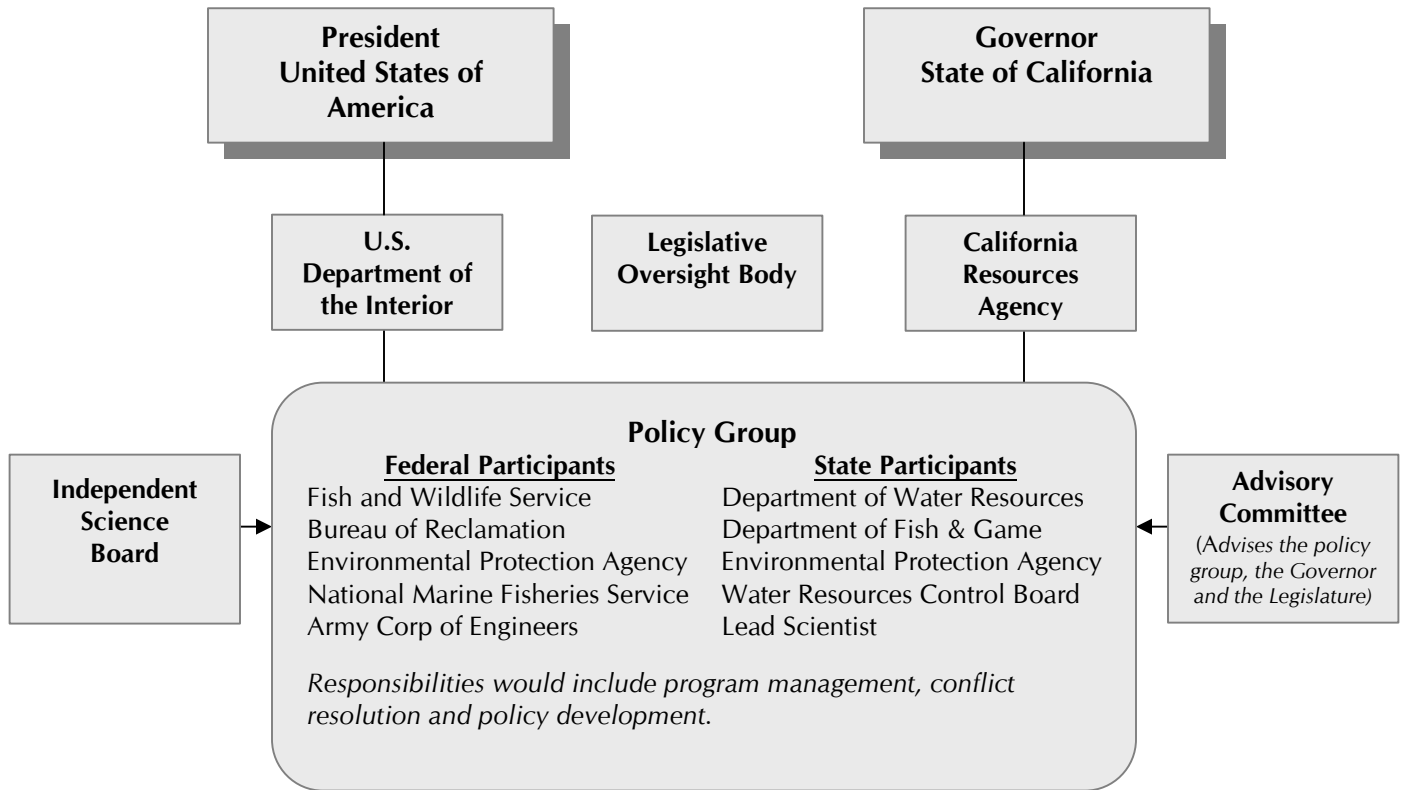 President
United States of
America
Governor
State of California
U.S.
Department of
the Interior
Legislative
Oversight Body
California
Resources
Agency
Policy Group
Federal Participants
Fish and Wildlife Service
Bureau of Reclamation
Environmental Protection Agency
National Marine Fisheries Service
Army Corp of Engineers
State Participants
Department of Water Resources
Department of Fish & Game
Environmental Protection Agency
Water Resources Control Board
Lead Scientist
Responsibilities would include program management, conflict
resolution and policy development.
Independent
Science
Board
Advisory
Committee
(Advises the policy
group, the Governor
and the Legislature)